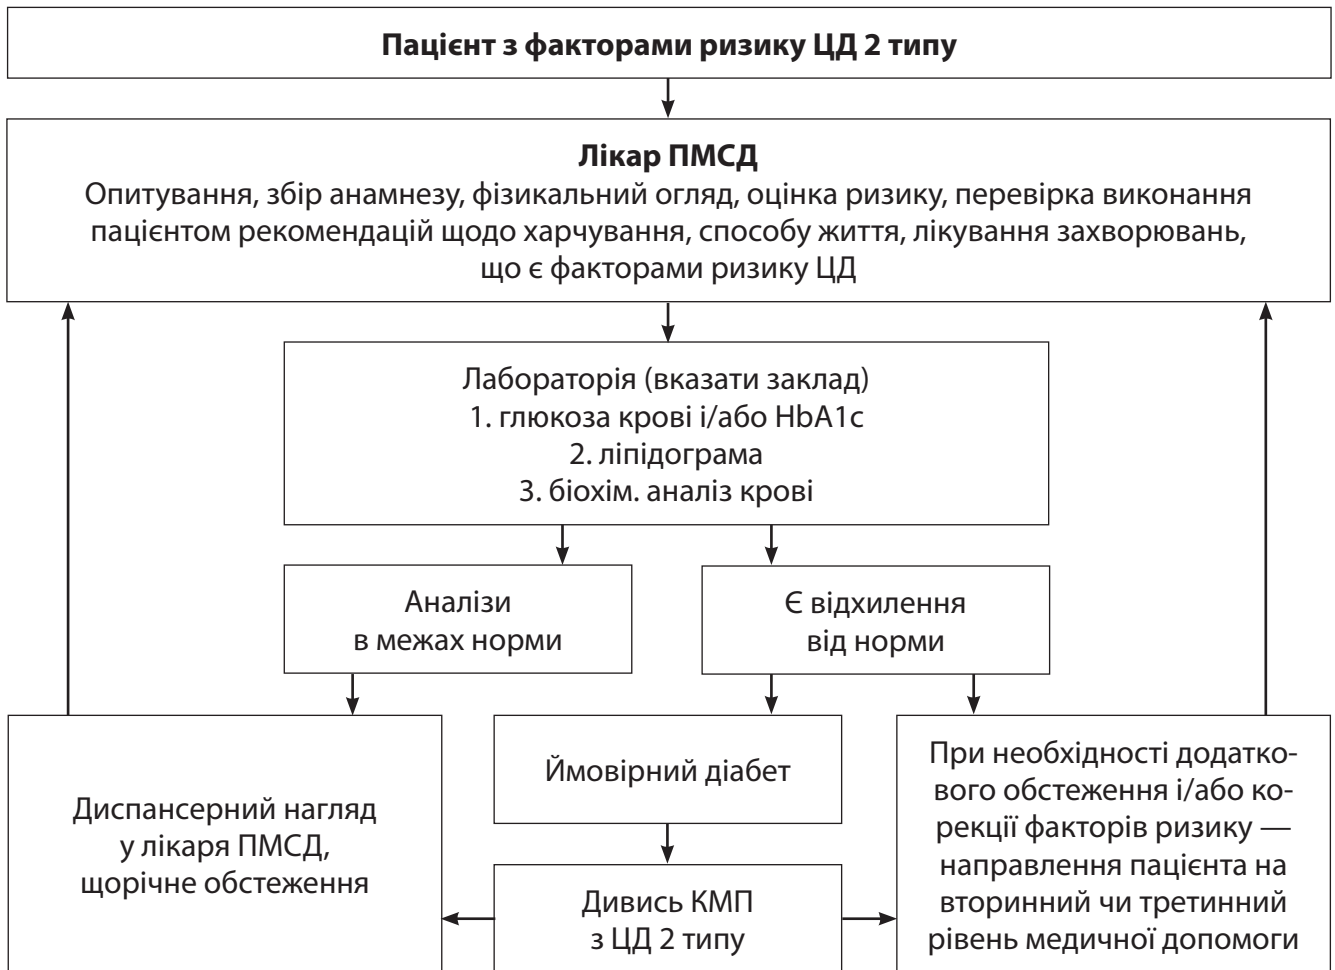 Пацієнт з факторами ризику ЦД 2 типу
Лікар ПМСД
Опитування, збір анамнезу, фізикальний огляд, оцінка ризику, перевірка виконання
пацієнтом рекомендацій щодо харчування, способу життя, лікування захворювань,
що є факторами ризику ЦД
Лабораторія (вказати заклад)
1. глюкоза крові і/або HbA1c
2. ліпідограма
3. біохім. аналіз крові
Аналізи
в межах норми
Є відхилення
від норми
Диспансерний нагляд
у лікаря ПМСД,
щорічне обстеження
Ймовірний діабет
Дивись КМП
з ЦД 2 типу
При необхідності додатко-
вого обстеження і/або ко-
рекції факторів ризику —
направлення пацієнта на
вторинний чи третинний
рівень медичної допомоги